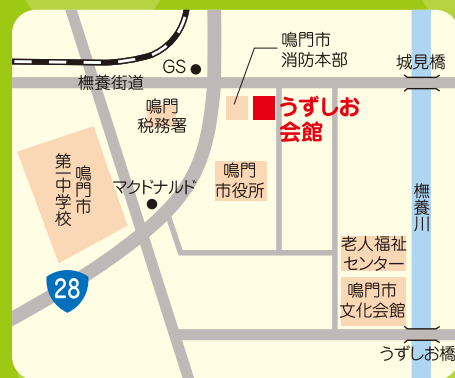 鳴門市
消防本部
城見橋
GS
撫養街道
うずしお
会館
鳴門
税務署
鳴門市
第一中学校
鳴門
市役所
マクドナルド
撫養川
老人福祉
センター
28
鳴門市
文化会館
うずしお橋